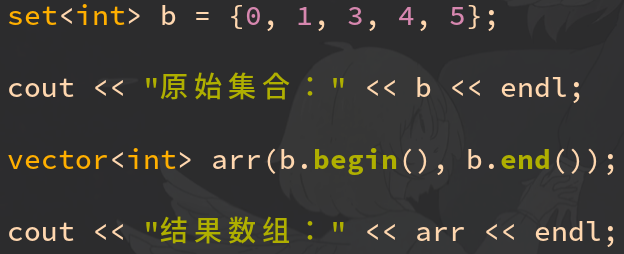 set<int> b = {0, 1, 3, 4, 5};
cout << "原始集合：" << b << endl;
vector<int> arr(b.begin(), b.end());
cout << "结果数组：" << arr << endl;